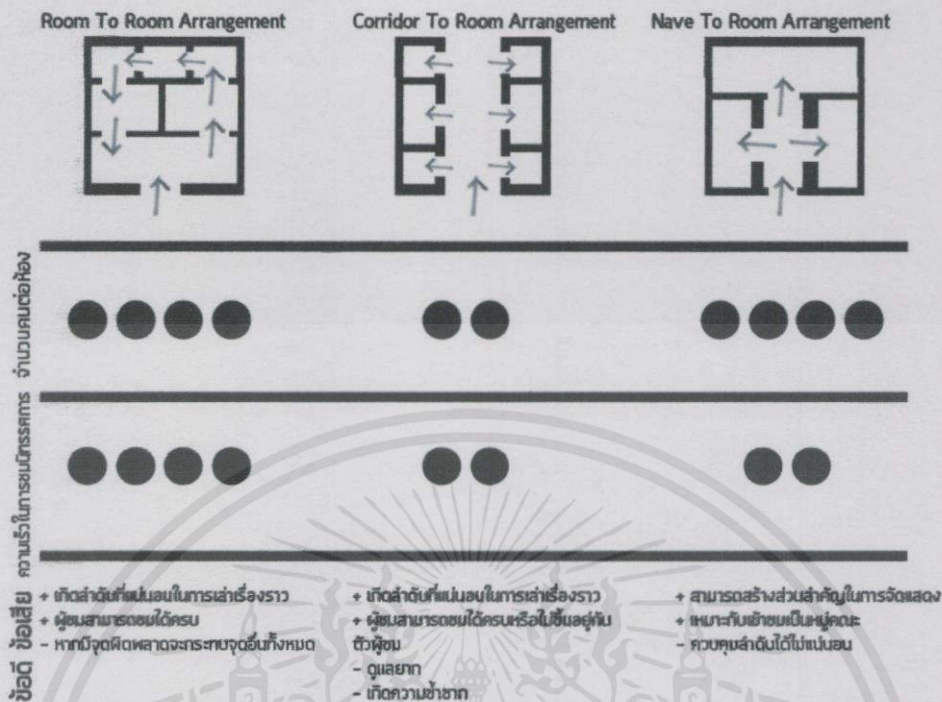 Room To Room Arrangement
Corridor To Room Arrangement
Nave To Room Arrangement
จำนวนคนต่อห้อง
ความเร็วในการชมนิทรรศการ
ข้อดี ข้อเสีย
+ เกิดลำดับที่แน่นอนในการเล่าเรื่องราว
+ ผู้ชมสามารถชมได้ครบ
- หากมีจุดผิดพลาดจะกระทบจุดอื่นทั้งหมด
+ เกิดลำดับที่แน่นอนในการเล่าเรื่องราว
+ ผู้ชมสามารถชมได้ครบหรือไม่ขึ้นอยู่กับ
ตัวผู้ชม
- ดูแลยาก
- เกิดความซ้ำซาก
+ สามารถสร้างส่วนสำคัญในการจัดแสดง
+ เหมาะกับเข้าชมเป็นหมู่คณะ
- ควบคุมลำดับได้ไม่แน่นอน